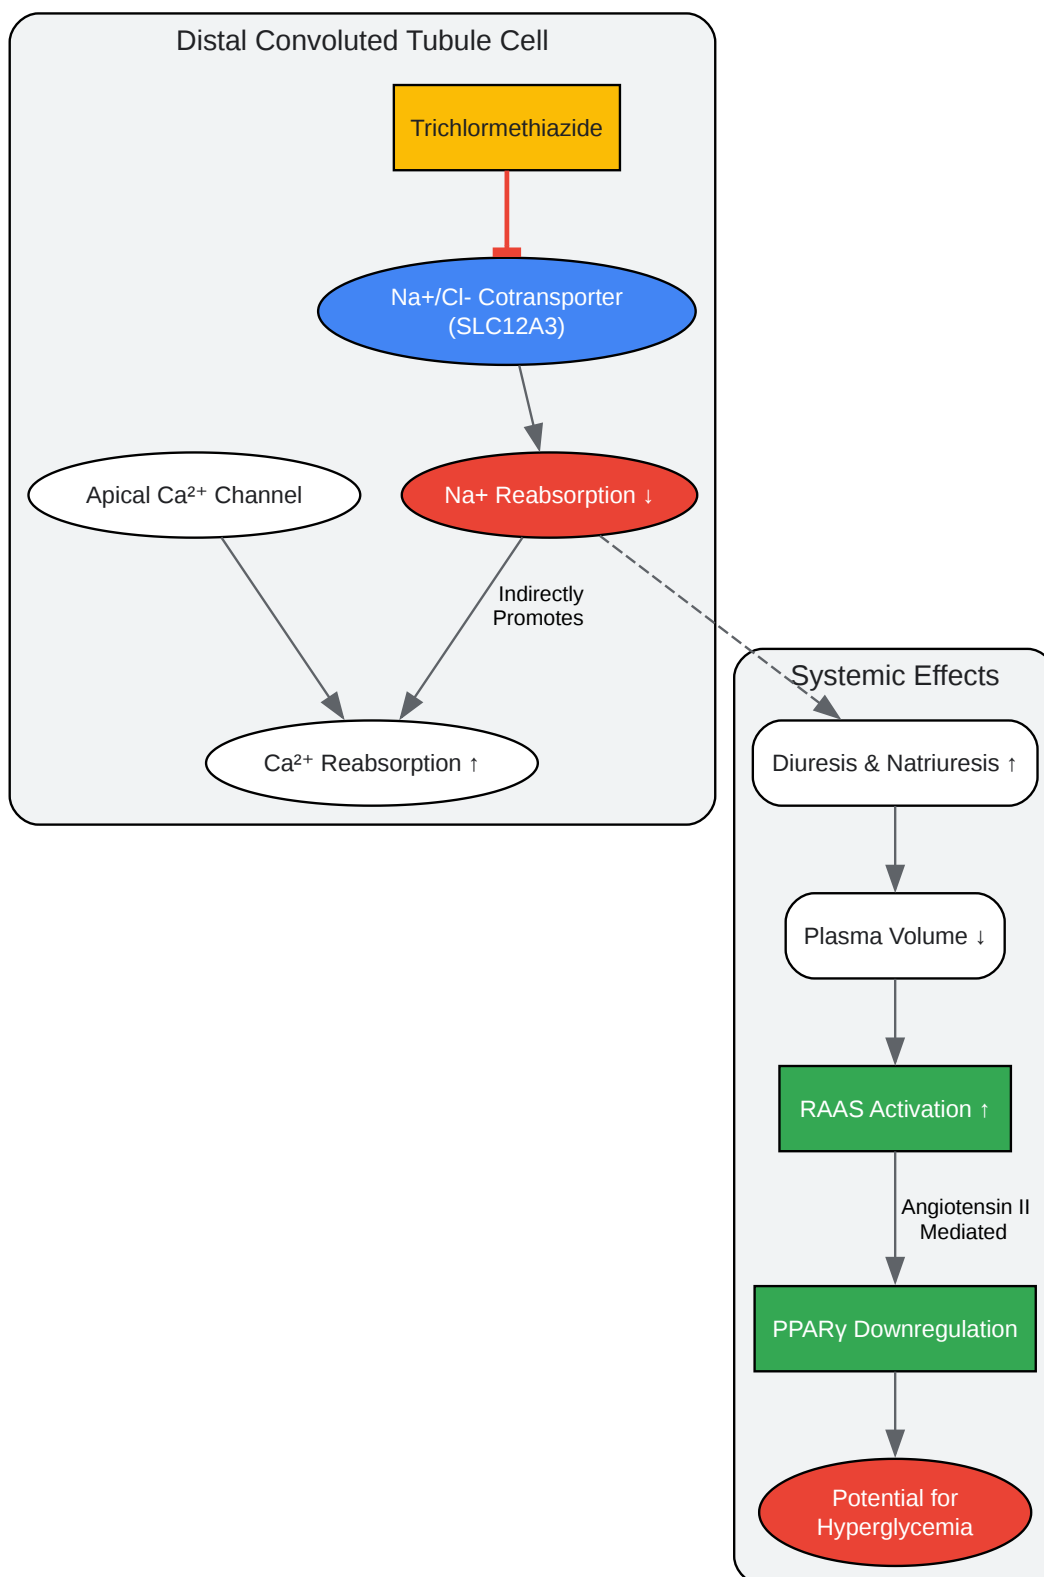 Distal Convoluted Tubule Cell
Trichlormethiazide
Na+/Cl- Cotransporter
(SLC12A3)
Apical Ca²⁺ Channel
Na+ Reabsorption ↓
Indirectly
Promotes
Ca²⁺ Reabsorption ↑
Systemic Effects
Diuresis & Natriuresis ↑
Plasma Volume ↓
RAAS Activation ↑
Angiotensin II
Mediated
PPARγ Downregulation
Potential for
Hyperglycemia